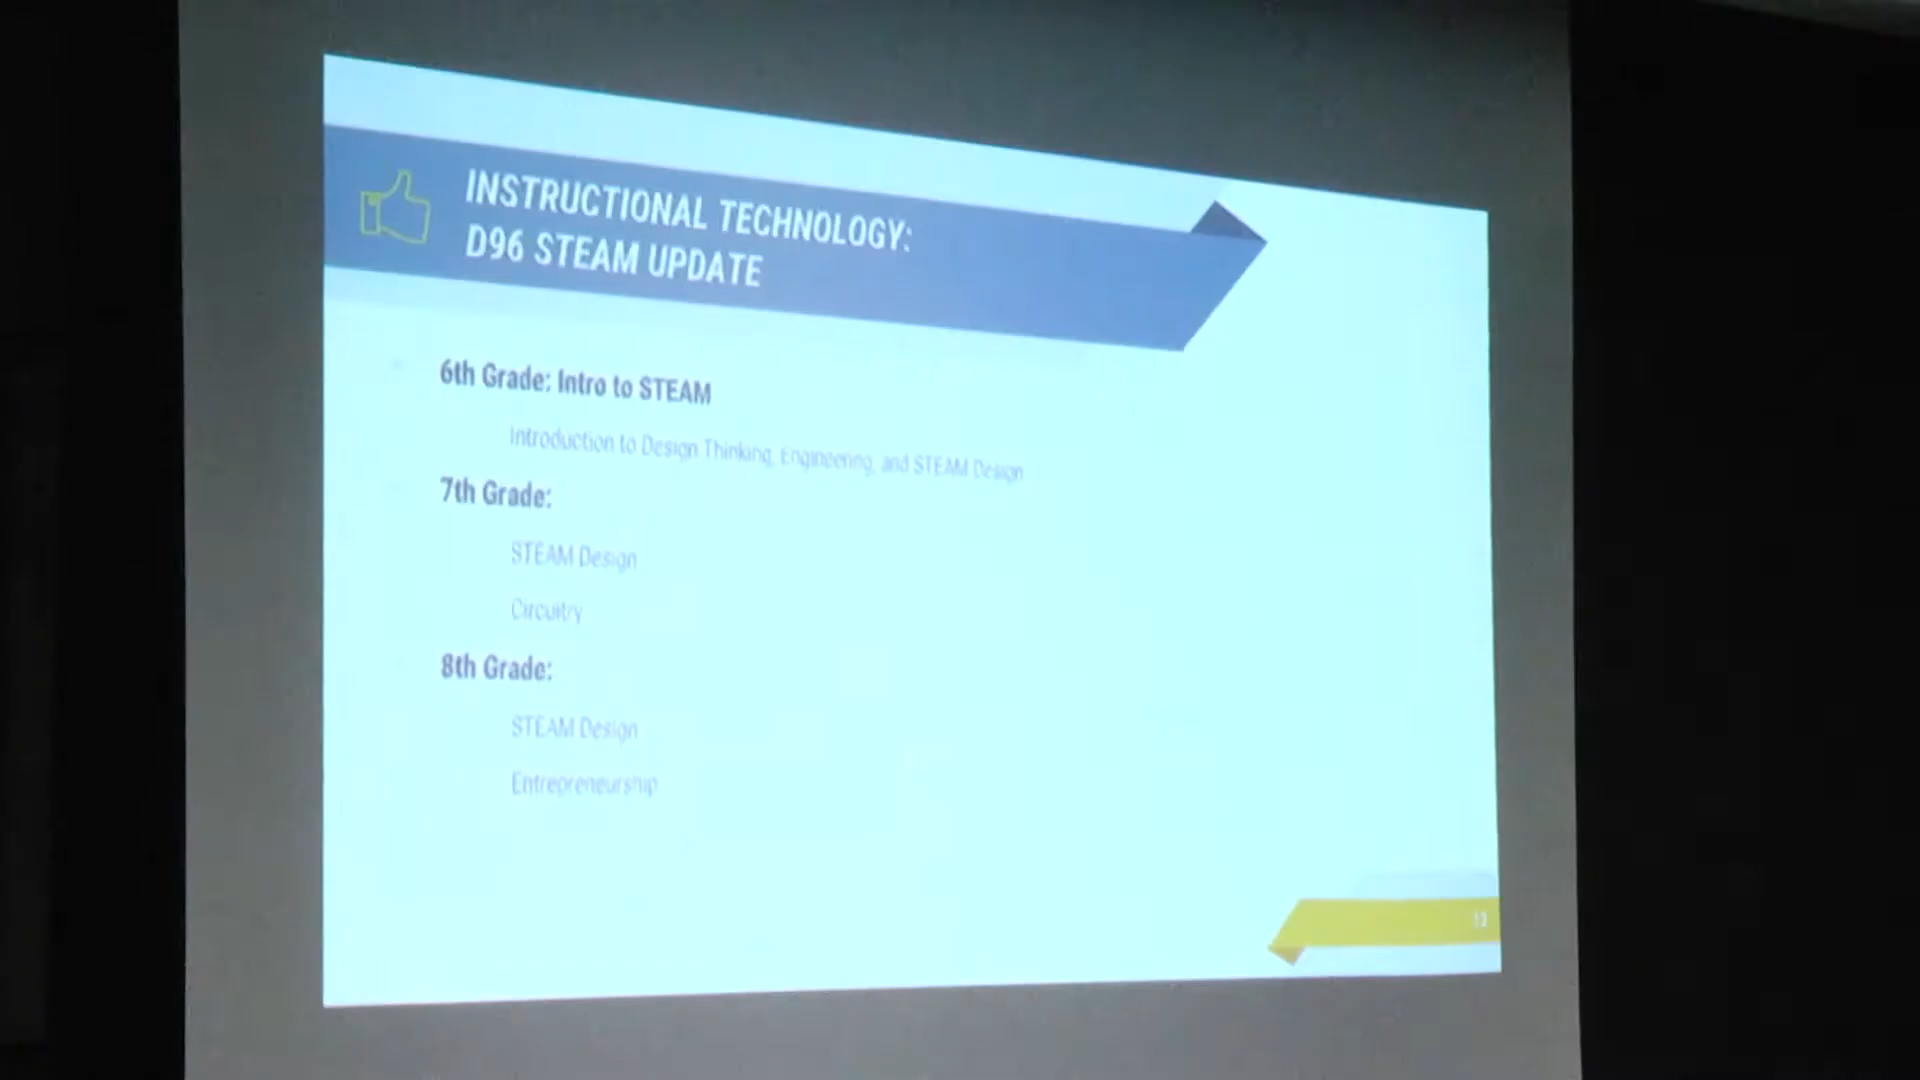 INSTRUCTIONAL TECHNOLOGY:
D96 STEAM UPDATE
6th Grade: Intro to STEAM
Introduction to Design Thinking, Engineering, and STEAM Design
7th Grade:
STEAM Design
Circuitry
8th Grade:
STEAM Design
Entrepreneurship